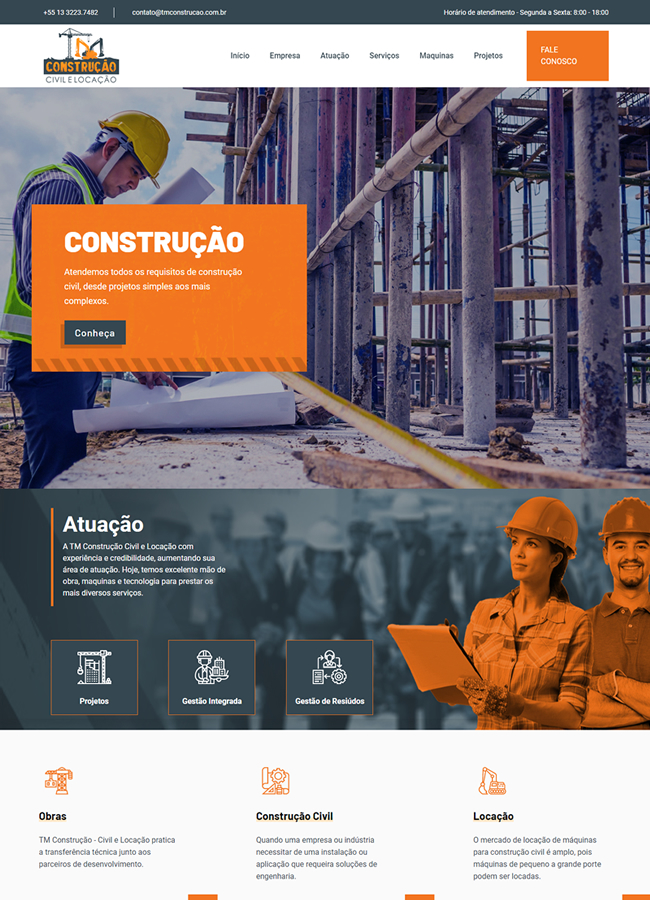 +55 13 3223.7482
contato@tmconstrucao.com.br
Horário de atendimento - Segunda a Sexta: 8:00 - 18:00
CONSTRUÇÃO
CIVIL E LOCAÇÃO
Início
Empresa
Atuação
Serviços
Maquinas
Projetos
FALE
CONOSCO
CONSTRUÇÃO
Atendemos todos os requisitos de construção
civil, desde projetos simples aos mais
complexos.
Conheça
Atuação
A TM Construção Civil e Locação com
experiência e credibilidade, aumentando sua
área de atuação. Hoje, temos excelente mão de
obra, maquinas e tecnologia para prestar os
mais diversos serviços.
Projetos
Gestão Integrada
Gestão de Resiúdos
Obras
TM Construção - Civil e Locação pratica
a transferência técnica junto aos
parceiros de desenvolvimento.
Construção Civil
Quando uma empresa ou indústria
necessitar de uma instalação ou
aplicação que requeira soluções de
engenharia.
Locação
O mercado de locação de máquinas
para construção civil é amplo, pois
máquinas de pequeno a grande porte
podem ser locadas.